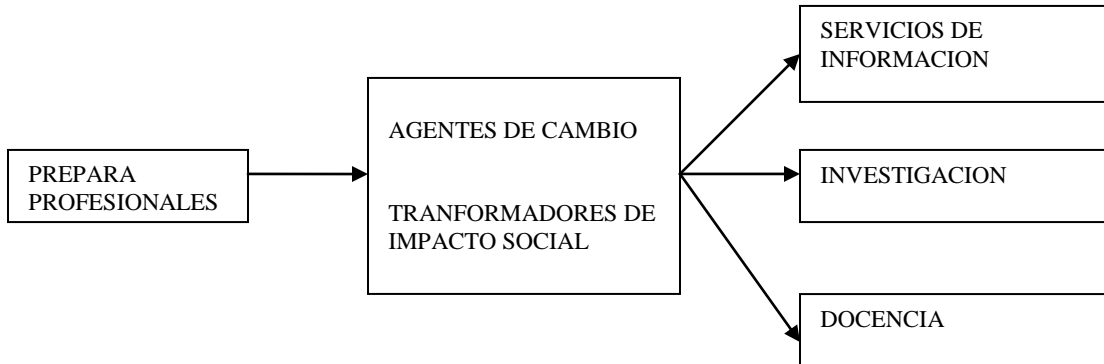 PREPARA
PROFESIONALES
AGENTES DE CAMBIO
TRANFORMADORES DE
IMPACTO SOCIAL
SERVICIOS DE
INFORMACION
INVESTIGACION
DOCENCIA